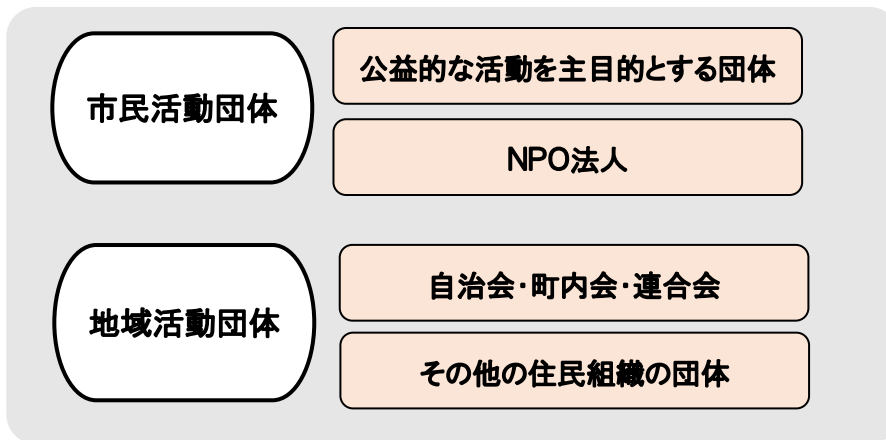 市民活動団体
公益的な活動を主目的とする団体
NPO法人
地域活動団体
自治会・町内会・連合会
その他の住民組織の団体